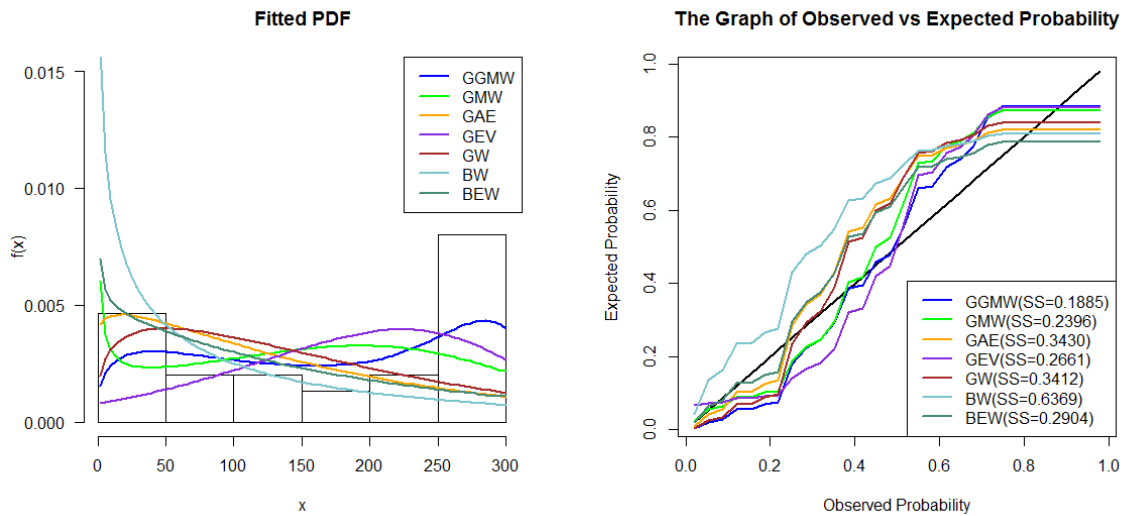 Fitted PDF
f(x)
0.015
0.010
0.005
0.000
0
50
100
150
200
250
300
x
GGMW
GMW
GAE
GEV
GW
BW
BEW
The Graph of Observed vs Expected Probability
Expected Probability
1.0
0.8
0.6
0.4
0.2
0.0
0.0
0.2
0.4
0.6
0.8
1.0
Observed Probability
GGMW(SS=0.1885)
GMW(SS=0.2396)
GAE(SS=0.3430)
GEV(SS=0.2661)
GW(SS=0.3412)
BW(SS=0.6369)
BEW(SS=0.2904)